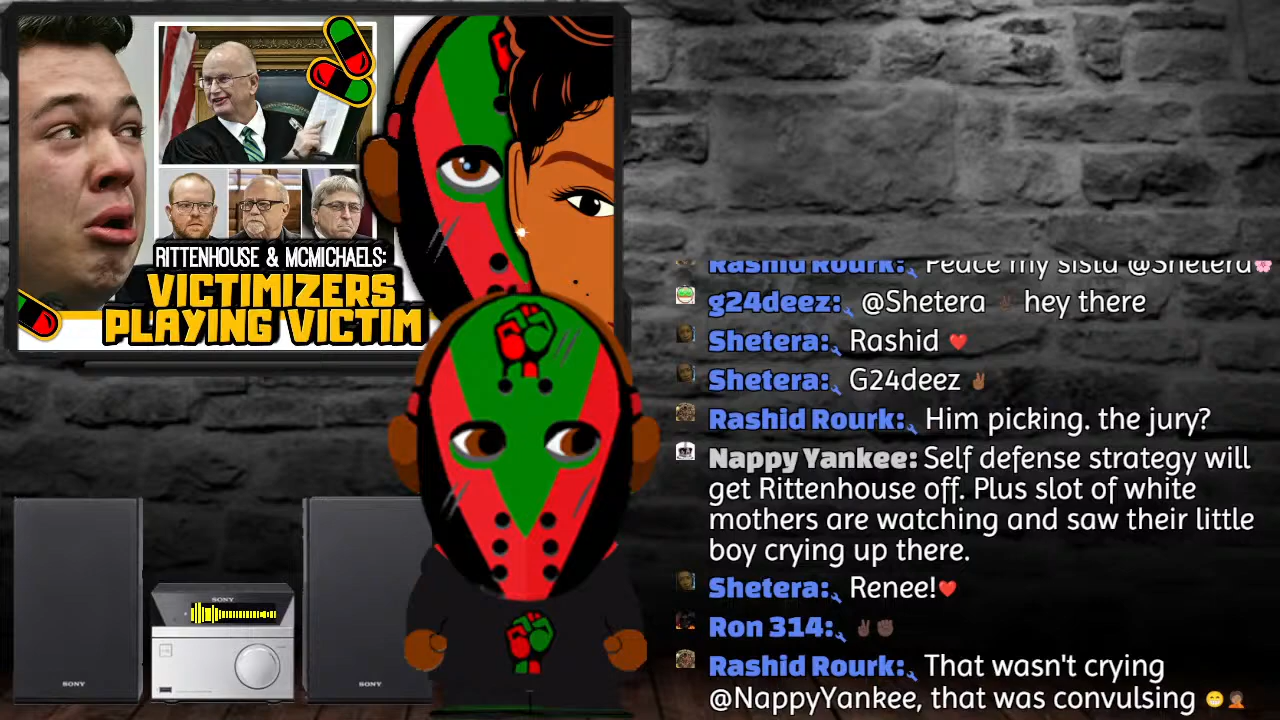 RITTENHOUSE & MCMICHAELS:
VICTIMIZERS
PLAYING VICTIM
SONY
SONY
SONY
Rashid Rourk: Peace my sista @Shetera
g24deez: @Shetera hey there
Shetera: Rashid
Shetera: G24deez
Rashid Rourk: Him picking. the jury?
Nappy Yankee: Self defense strategy will
get Rittenhouse off. Plus slot of white
mothers are watching and saw their little
boy crying up there.
Shetera: Renee!
Ron 314:
Rashid Rourk: That wasn't crying
@NappyYankee, that was convulsing